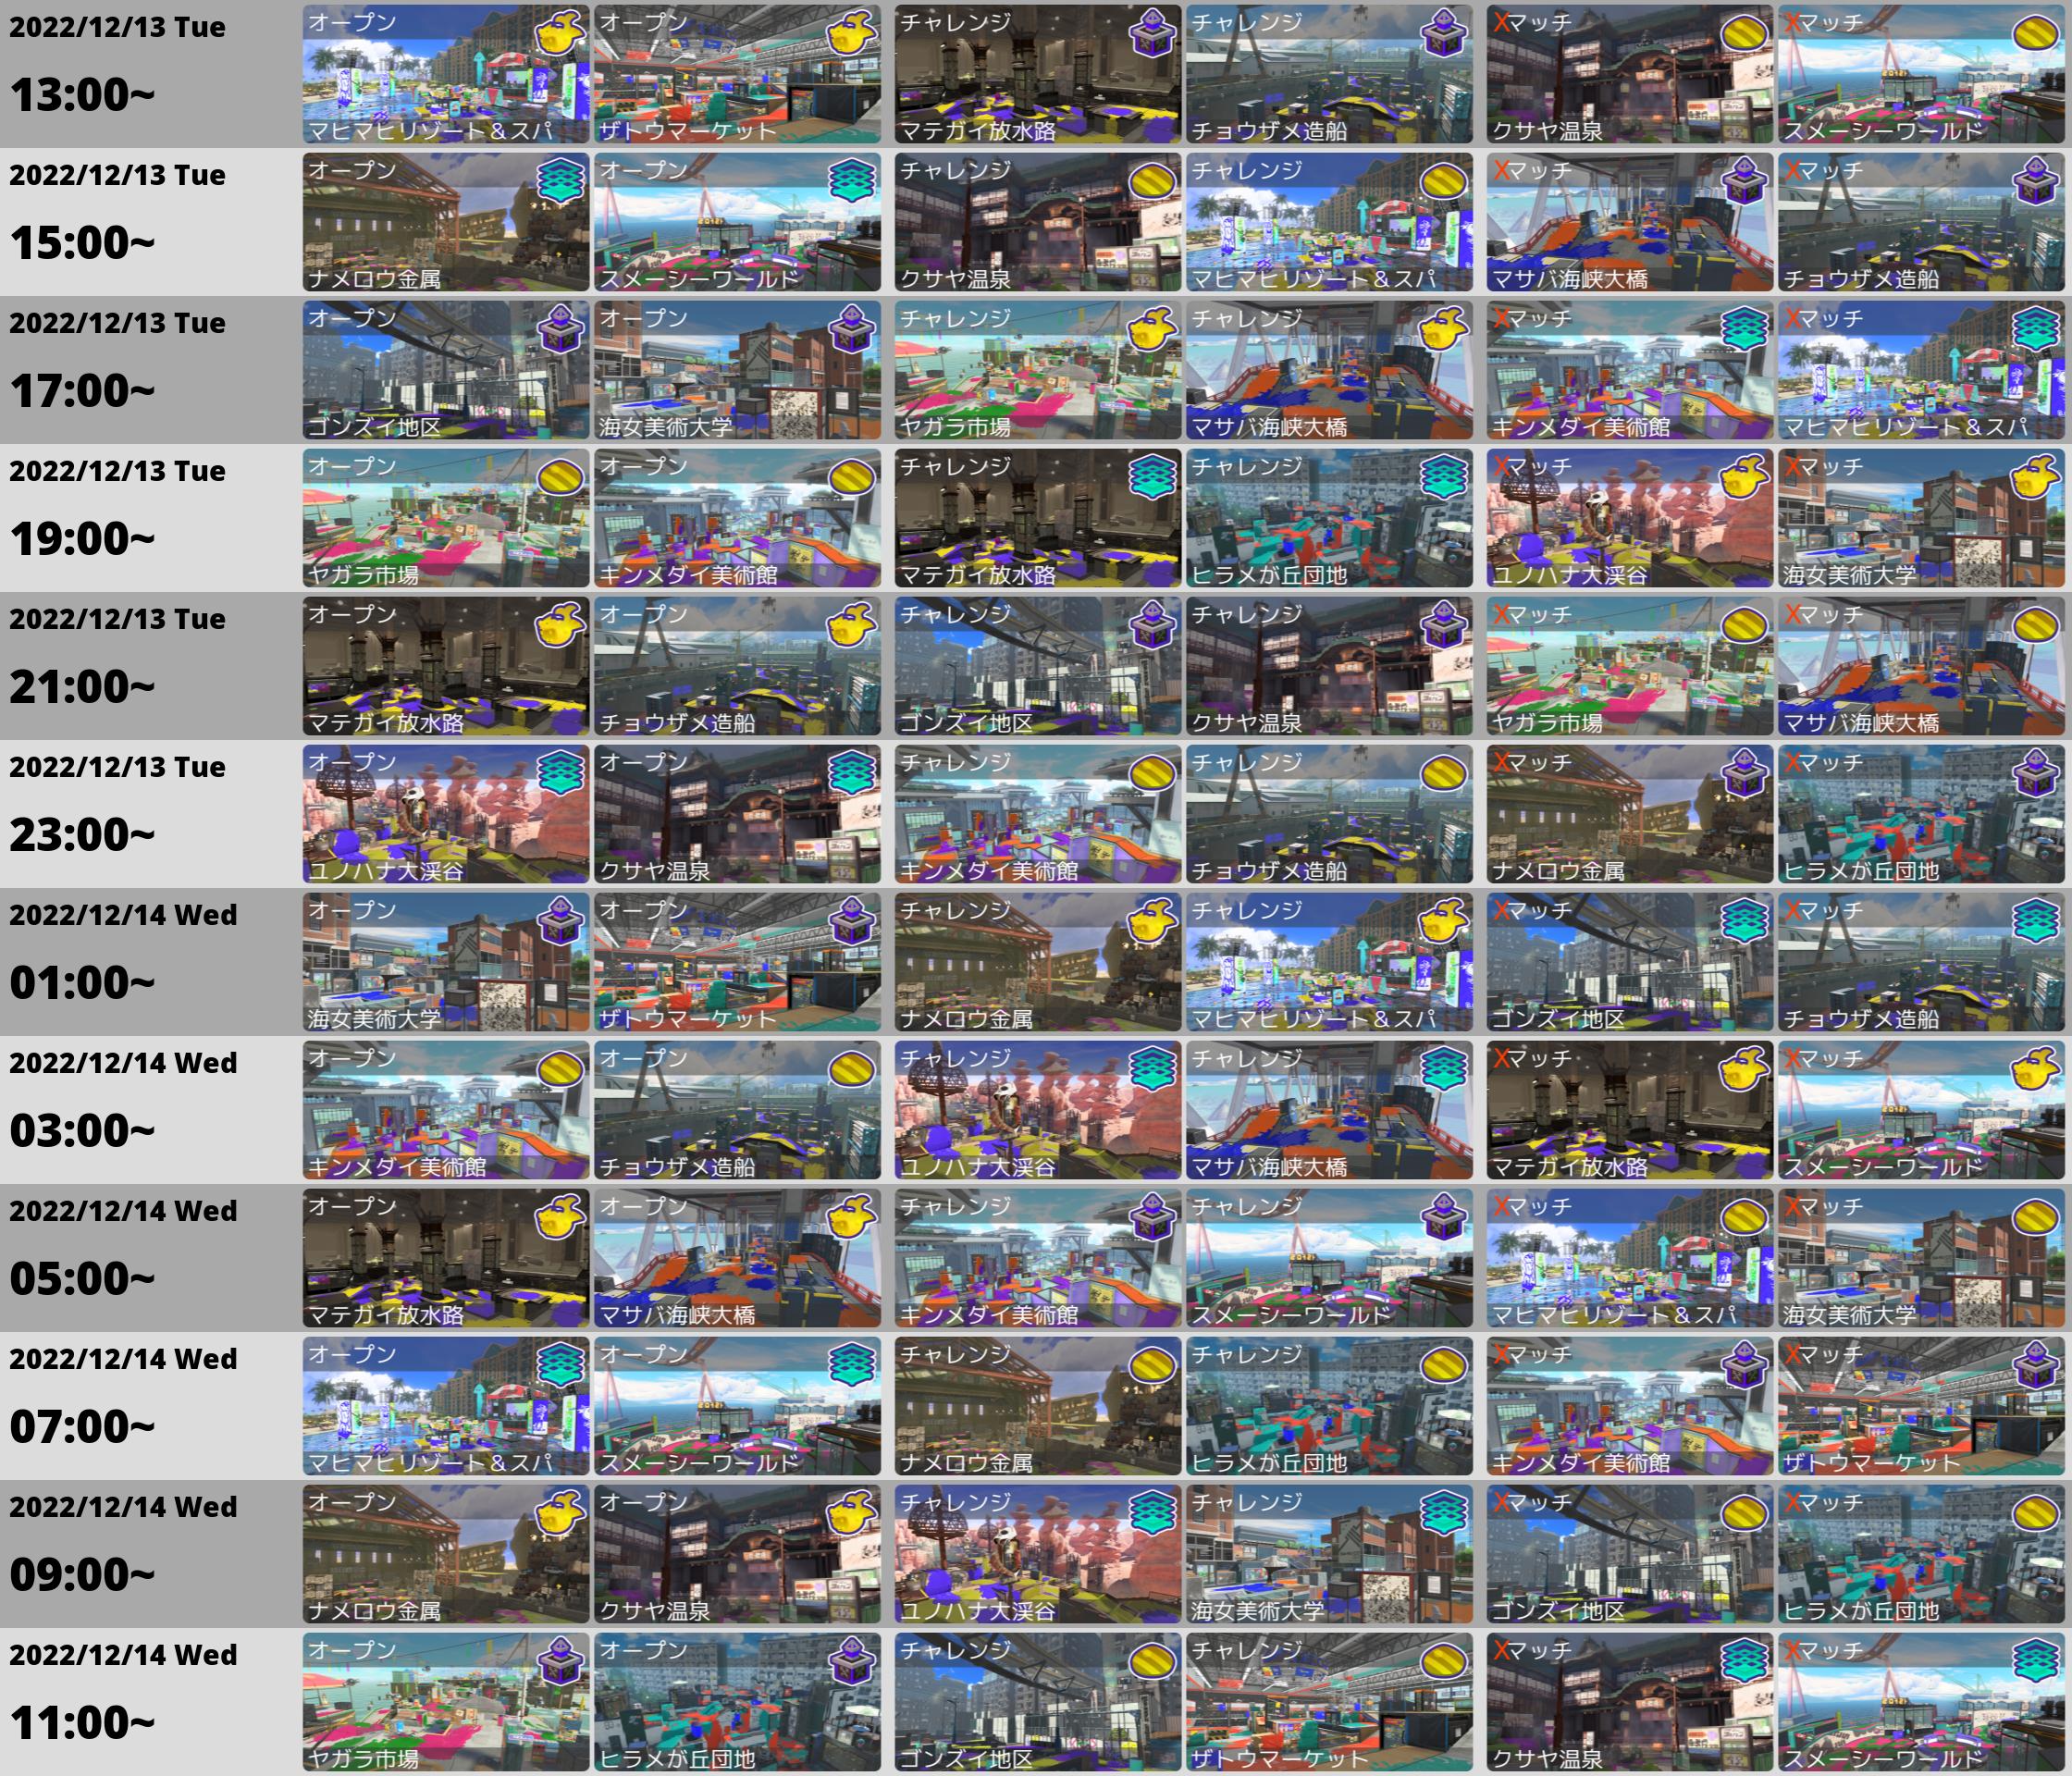 2022/12/13 Tue
13:00~
オープン オープン チャレンジ チャレンジ Xマッチ Xマッチ
マヒマヒリゾート&スパ ザトウマーケット マテガイ放水路 チョウザメ造船 クサヤ温泉 スメーシーワールド
2022/12/13 Tue
15:00~
オープン オープン チャレンジ チャレンジ Xマッチ Xマッチ
ナメロウ金属 スメーシーワールド クサヤ温泉 マヒマヒリゾート&スパ マサバ海峡大橋 チョウザメ造船
2022/12/13 Tue
17:00~
オープン オープン チャレンジ チャレンジ Xマッチ Xマッチ
ゴンズイ地区 海女美術大学 ヤガラ市場 マサバ海峡大橋 キンメダイ美術館 マヒマヒリゾート&スパ
2022/12/13 Tue
19:00~
オープン オープン チャレンジ チャレンジ Xマッチ Xマッチ
ヤガラ市場 キンメダイ美術館 マテガイ放水路 ヒラメが丘団地 ユノハナ大渓谷 海女美術大学
2022/12/13 Tue
21:00~
オープン オープン チャレンジ チャレンジ Xマッチ Xマッチ
マテガイ放水路 チョウザメ造船 ゴンズイ地区 クサヤ温泉 ヤガラ市場 マサバ海峡大橋
2022/12/13 Tue
23:00~
オープン オープン チャレンジ チャレンジ Xマッチ Xマッチ
ユノハナ大渓谷 クサヤ温泉 キンメダイ美術館 チョウザメ造船 ナメロウ金属 ヒラメが丘団地
2022/12/14 Wed
01:00~
オープン オープン チャレンジ チャレンジ Xマッチ Xマッチ
海女美術大学 ザトウマーケット ナメロウ金属 マヒマヒリゾート&スパ ゴンズイ地区 チョウザメ造船
2022/12/14 Wed
03:00~
オープン オープン チャレンジ チャレンジ Xマッチ Xマッチ
キンメダイ美術館 チョウザメ造船 ユノハナ大渓谷 マサバ海峡大橋 マテガイ放水路 スメーシーワールド
2022/12/14 Wed
05:00~
オープン オープン チャレンジ チャレンジ Xマッチ Xマッチ
マテガイ放水路 マサバ海峡大橋 キンメダイ美術館 スメーシーワールド マヒマヒリゾート&スパ 海女美術大学
2022/12/14 Wed
07:00~
オープン オープン チャレンジ チャレンジ Xマッチ Xマッチ
マヒマヒリゾート&スパ スメーシーワールド ナメロウ金属 ヒラメが丘団地 キンメダイ美術館 ザトウマーケット
2022/12/14 Wed
09:00~
オープン オープン チャレンジ チャレンジ Xマッチ Xマッチ
ナメロウ金属 クサヤ温泉 ユノハナ大渓谷 海女美術大学 ゴンズイ地区 ヒラメが丘団地
2022/12/14 Wed
11:00~
オープン オープン チャレンジ チャレンジ Xマッチ Xマッチ
ヤガラ市場 ヒラメが丘団地 ゴンズイ地区 ザトウマーケット クサヤ温泉 スメーシーワールド